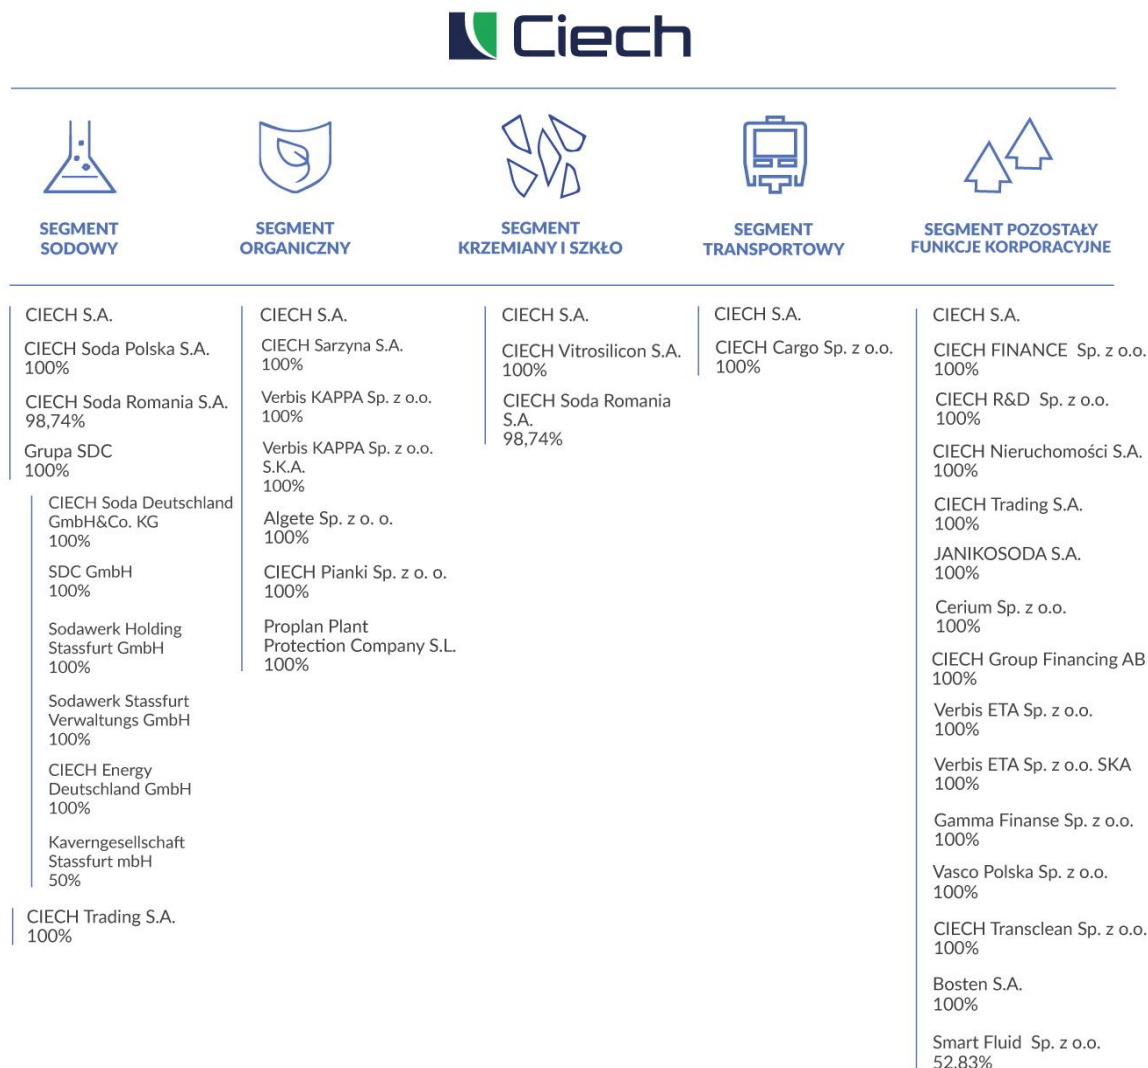 Ciech
SEGMENT
SODOWY
SEGMENT
ORGANICZNY
SEGMENT
KRZEMIANY I SZKŁO
SEGMENT
TRANSPORTOWY
SEGMENT POZOSTAŁY
FUNKCJE KORPORACYJNE
CIECH S.A.
CIECH Soda Polska S.A.
100%
CIECH Soda Romania S.A.
98,74%
Grupa SDC
100%
CIECH Soda Deutschland
GmbH&Co. KG
100%
SDC GmbH
100%
Sodawerk Holding
Stassfurt GmbH
100%
Sodawerk Stassfurt
Verwaltungs GmbH
100%
CIECH Energy
Deutschland GmbH
100%
Kaverngesellschaft
Stassfurt mbH
50%
CIECH Trading S.A.
100%
CIECH S.A.
CIECH Sarzyna S.A.
100%
Verbis KAPPA Sp. z o.o.
100%
Verbis KAPPA Sp. z o.o.
S.K.A.
100%
Algete Sp. z o. o.
100%
CIECH Pianki Sp. z o. o.
100%
Proplan Plant
Protection Company S.L.
100%
CIECH S.A.
CIECH Vitrosilicon S.A.
100%
CIECH Soda Romania
S.A.
98,74%
CIECH S.A.
CIECH Cargo Sp. z o.o.
100%
CIECH S.A.
CIECH FINANCE Sp. z o.o.
100%
CIECH R&D Sp. z o.o.
100%
CIECH Nieruchomości S.A.
100%
CIECH Trading S.A.
100%
JANIKOSODA S.A.
100%
Cerium Sp. z o.o.
100%
CIECH Group Financing AB
100%
Verbis ETA Sp. z o.o.
100%
Verbis ETA Sp. z o.o. SKA
100%
Gamma Finanse Sp. z o.o.
100%
Vasco Polska Sp. z o.o.
100%
CIECH Transclean Sp. z o.o.
100%
Bosten S.A.
100%
Smart Fluid Sp. z o.o.
52,83%